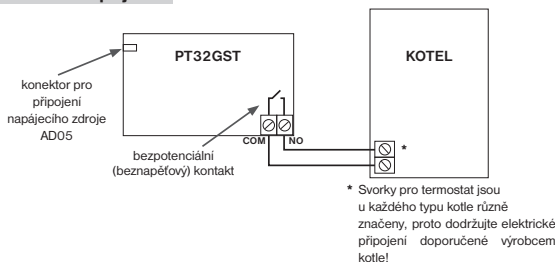 PT32GST
KOTEL
konektor pro
připojení
napájecího zdroje
AD05
COM
NO
bezpotenciální
(beznapěťový) kontakt
*
* Svorky pro termostat jsou
u každého typu kotle různě
značeny, proto dodržujte elektrické
připojení doporučené výrobcem
kotle!